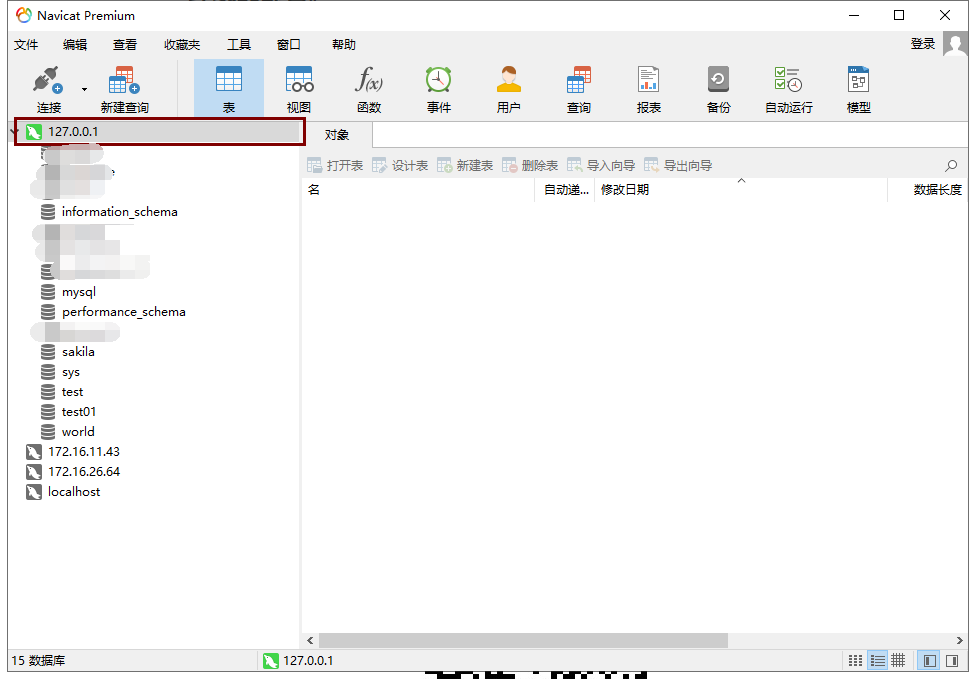 Navicat Premium
文件 编辑 查看 收藏夹 工具 窗口 帮助 登录
连接 新建查询 表 视图 函数 事件 用户 查询 报表 备份 自动运行 模型
127.0.0.1
对象
打开表 设计表 新建表 删除表 导入向导 导出向导
名 自动递... 修改日期 数据长度
information_schema
mysql
performance_schema
sakila
sys
test
test01
world
172.16.11.43
172.16.26.64
localhost
15 数据库 127.0.0.1